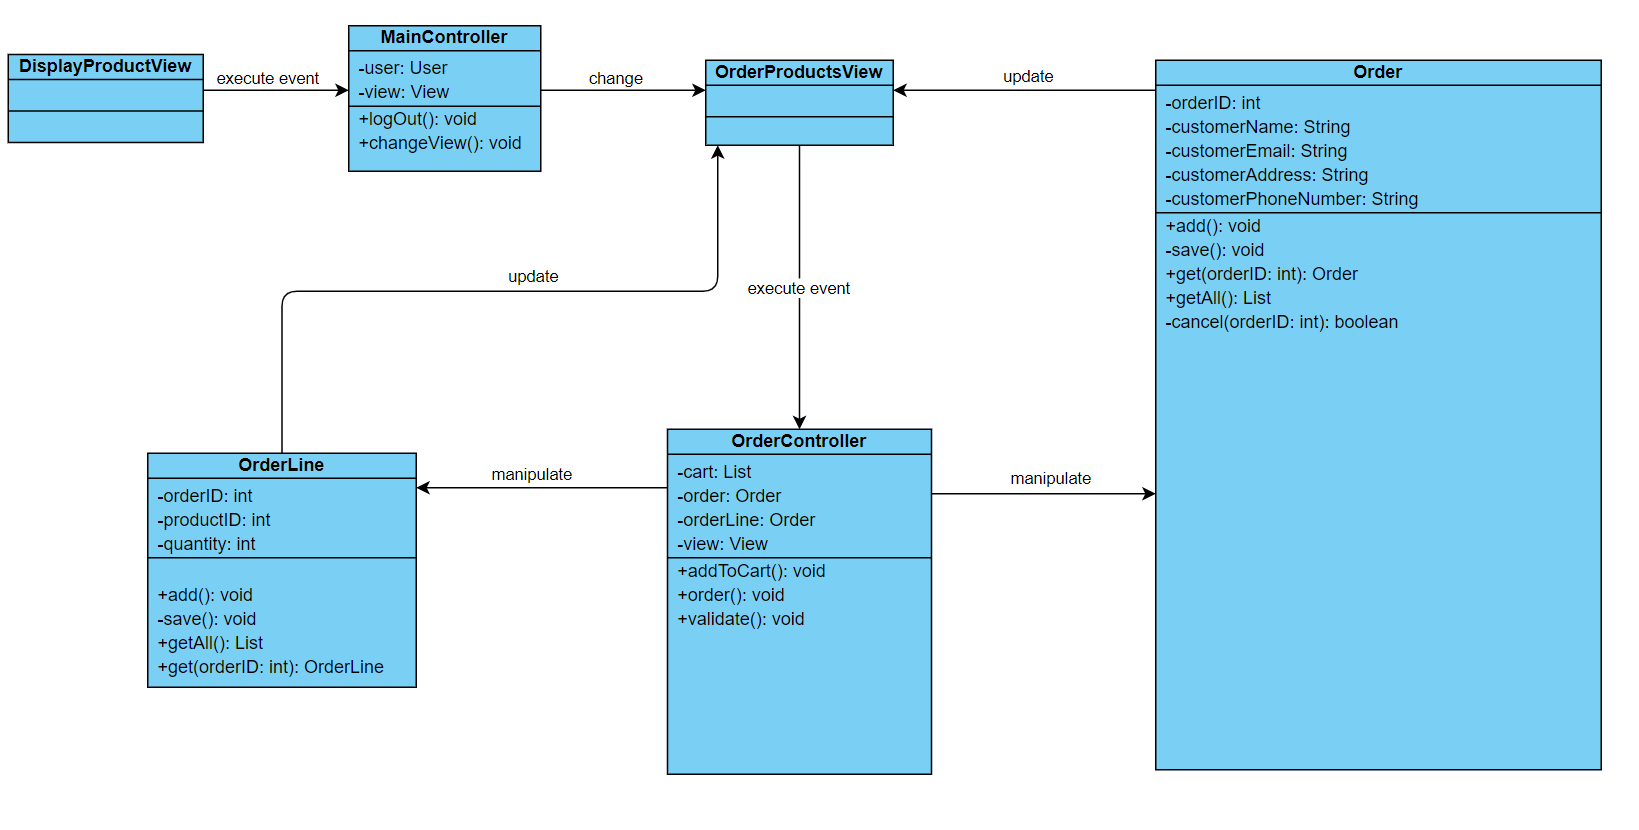 DisplayProductView
execute event
MainController
-user: User
-view: View
+logOut(): void
+changeView(): void
change
OrderProductsView
update
Order
-orderID: int
-customerName: String
-customerEmail: String
-customerAddress: String
-customerPhoneNumber: String
+add(): void
-save(): void
+get(orderID: int): Order
+getAll(): List
-cancel(orderID: int): boolean
update
execute event
OrderLine
-orderID: int
-productID: int
-quantity: int
+add(): void
-save(): void
+getAll(): List
+get(orderID: int): OrderLine
manipulate
OrderController
-cart: List
-order: Order
-orderLine: Order
-view: View
+addToCart(): void
+order(): void
+validate(): void
manipulate